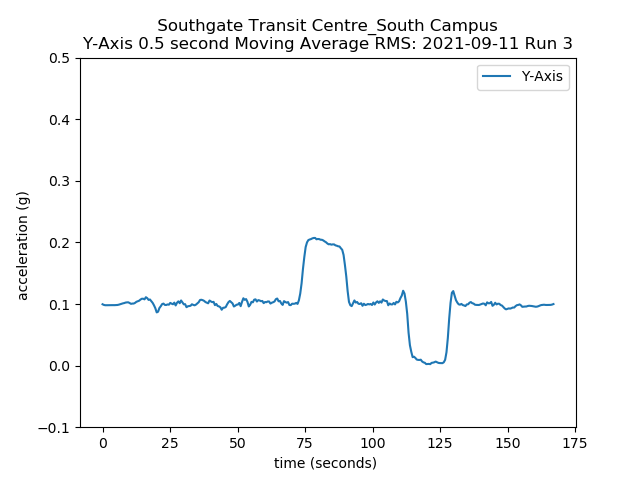 Southgate Transit Centre_South Campus
Y-Axis 0.5 second Moving Average RMS: 2021-09-11 Run 3
Y-Axis
acceleration (g)
0.5
0.4
0.3
0.2
0.1
0.0
−0.1
0 25 50 75 100 125 150 175
time (seconds)